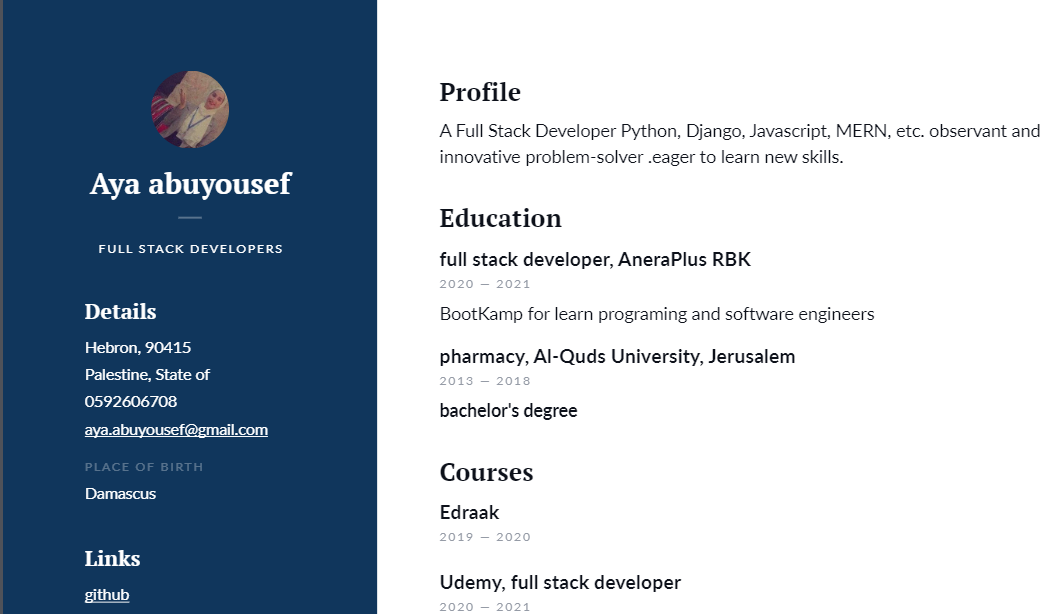 Aya abuyousef
FULL STACK DEVELOPERS
Details
Hebron, 90415
Palestine, State of
0592606708
aya.abuyousef@gmail.com
PLACE OF BIRTH
Damascus
Links
github
Profile
A Full Stack Developer Python, Django, Javascript, MERN, etc. observant and
innovative problem-solver .eager to learn new skills.
Education
full stack developer, AneraPlus RBK
2020 — 2021
BootKamp for learn programing and software engineers
pharmacy, Al-Quds University, Jerusalem
2013 — 2018
bachelor's degree
Courses
Edraak
2019 — 2020
Udemy, full stack developer
2020 — 2021